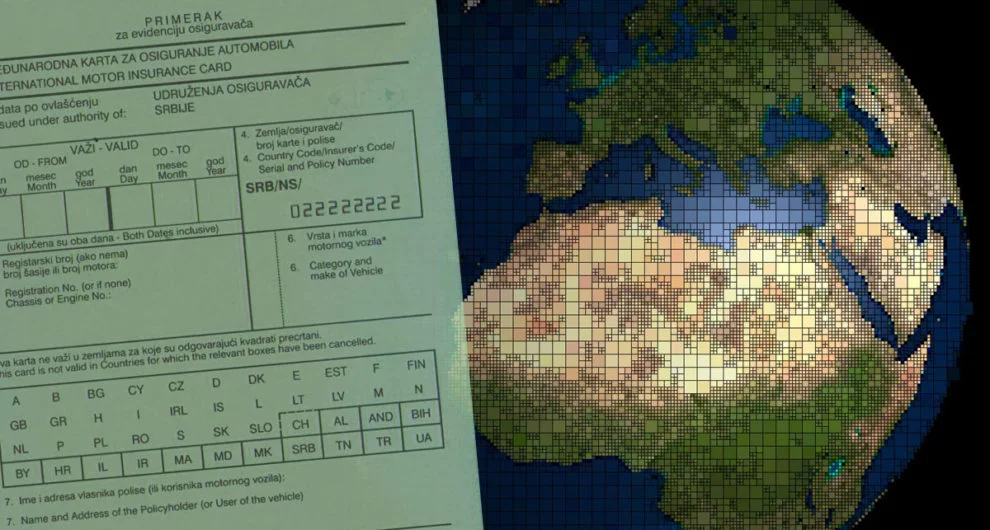 PRIMERAK
za evidenciju osiguravača
EĐUNARODNA KARTA ZA OSIGURANJE AUTOMOBILA
TERNATIONAL MOTOR INSURANCE CARD
data po ovlašćenju
sued under authority of:
UDRUŽENJA OSIGURAVAČA
SRBIJE
VAŽI - VALID
OD - FROM DO - TO
n mesec god dan mesec god
y Month Year Day Month Year
4. Zemlja/osiguravač/
broj karte i polise
4. Country Code/Insurer's Code/
Serial and Policy Number
SRB/NS/
022222222
(uključena su oba dana - Both Dates inclusive)
Registarski broj (ako nema)
broj šasije ili broj motora:
Registration No. (or if none)
Chassis or Engine No.:
6. Vrsta i marka
motornog vozila*
6. Category and
make of Vehicle
va karta ne važi u zemljama za koje su odgovarajući kvadrati precrtani.
his card is not valid in Countries for which the relevant boxes have been cancelled.
A B BG CY CZ D DK E EST F FIN
GB GR H I IRL IS L LT LV M N
NL P PL RO S SK SLO CH AL AND BIH
BY HR IL IR MA MD MK SRB TN TR UA
7. Ime i adresa vlasnika polise (ili korisnika motornog vozila):
7. Name and Address of the Policyholder (or User of the vehicle)